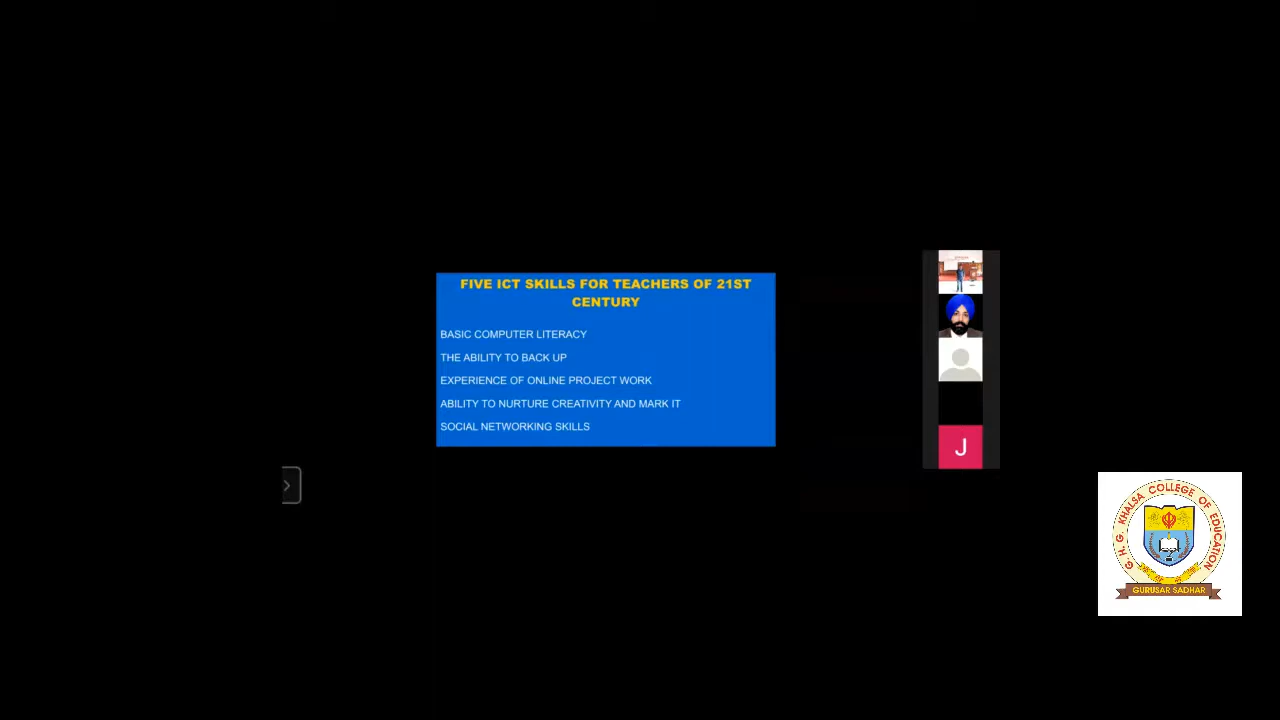 FIVE ICT SKILLS FOR TEACHERS OF 21ST
CENTURY
BASIC COMPUTER LITERACY
THE ABILITY TO BACK UP
EXPERIENCE OF ONLINE PROJECT WORK
ABILITY TO NURTURE CREATIVITY AND MARK IT
SOCIAL NETWORKING SKILLS
J
G. H. G. KHALSA COLLEGE OF EDUCATION
GURUSAR SADHAR